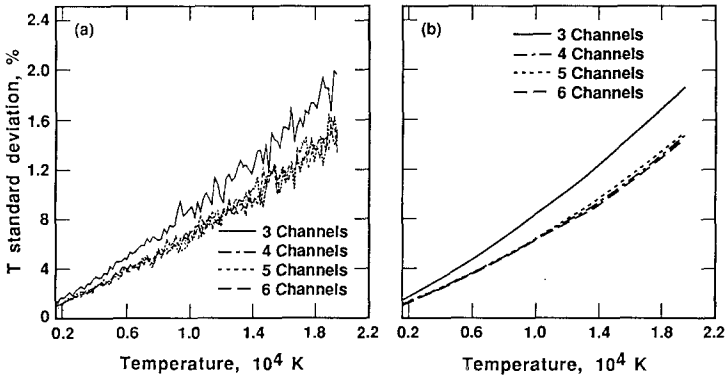 (a)
T standard deviation, %
2.4
2.0
1.6
1.2
8
4
0
3 Channels
4 Channels
5 Channels
6 Channels
0.2 0.6 1.0 1.4 1.8 2.2
Temperature, 10⁴ K
(b)
3 Channels
4 Channels
5 Channels
6 Channels
0.2 0.6 1.0 1.4 1.8 2.2
Temperature, 10⁴ K